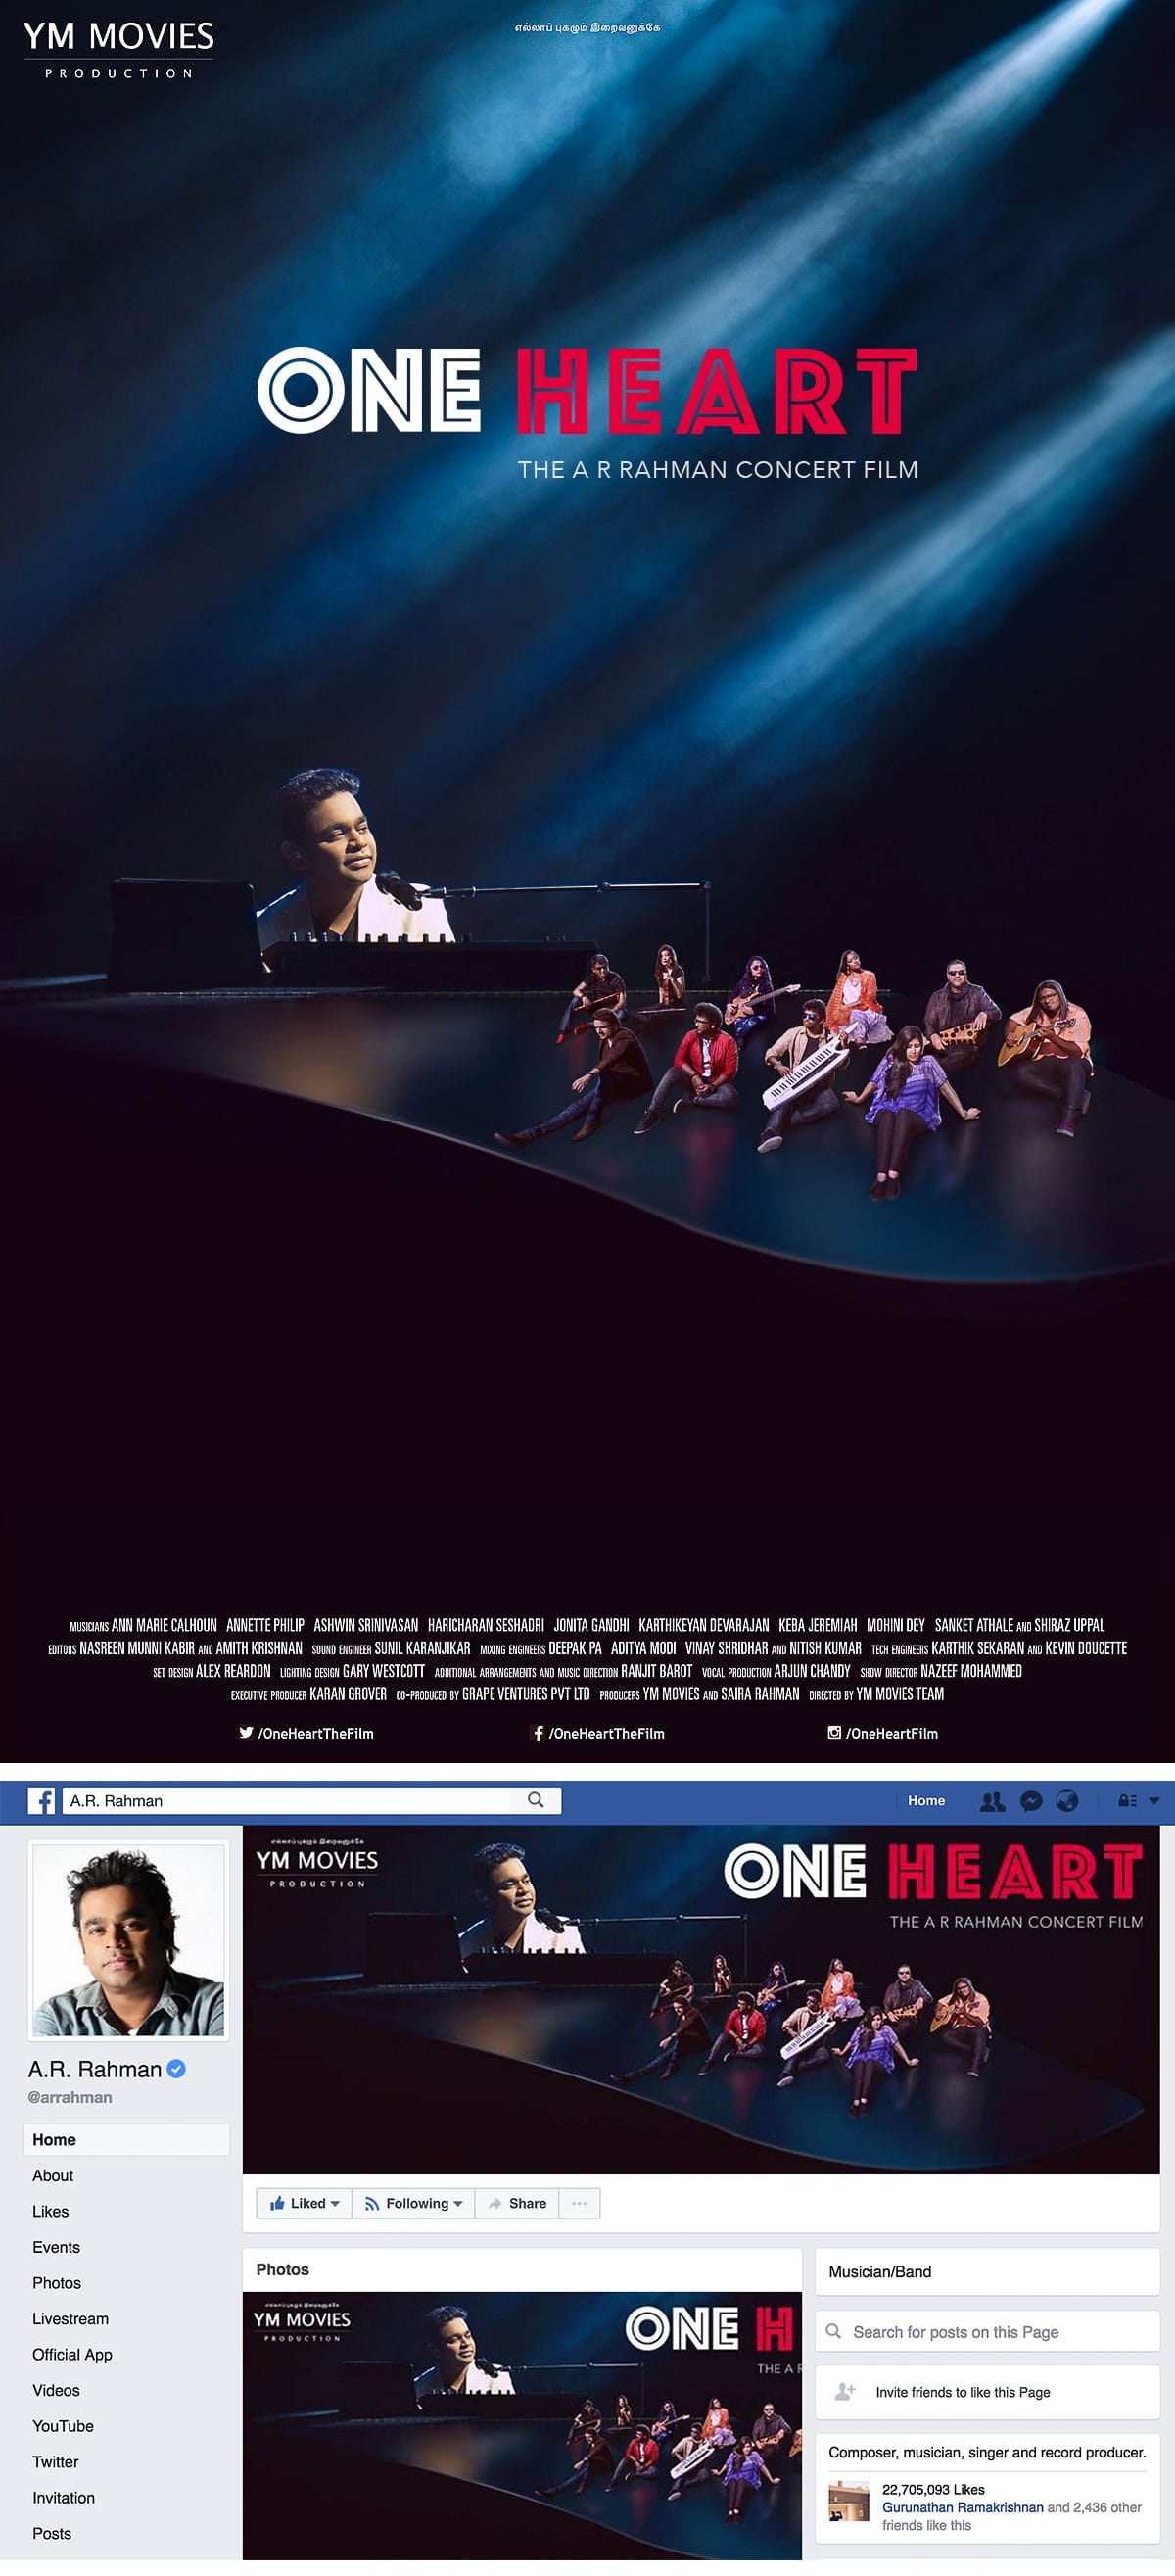 YM MOVIES
PRODUCTION
எல்லாப் புகழும் இறைவனுக்கே
ONE HEART
THE A R RAHMAN CONCERT FILM
MUSICIANS ANN MARIE CALHOUN ANNETTE PHILIP ASHWIN SRINIVASAN HARICHARAN SESHADRI JONITA GANDHI KARTHIKEYAN DEVARAJAN KEBA JEREMIAH MOHINI DEY SANKET ATHALE AND SHIRAZ UPPAL
EDITORS NASREEN MUNNI KABIR AND AMITH KRISHNAN SOUND ENGINEER SUNIL KARANJIKAR MIXING ENGINEERS DEEPAK PA ADITYA MODI VINAY SHRIDHAR AND NITISH KUMAR TECH ENGINEERS KARTHIK SEKARAN AND KEVIN DOUCETTE
SET DESIGN ALEX REARDON LIGHTING DESIGN GARY WESTCOTT ADDITIONAL ARRANGEMENTS AND MUSIC DIRECTION RANJIT BAROT VOCAL PRODUCTION ARJUN CHANDY SHOW DIRECTOR NAZEEF MOHAMMED
EXECUTIVE PRODUCER KARAN GROVER CO-PRODUCED BY GRAPE VENTURES PVT LTD PRODUCERS YM MOVIES AND SAIRA RAHMAN DIRECTED BY YM MOVIES TEAM
/OneHeartTheFilm
/OneHeartTheFilm
/OneHeartFilm
A.R. Rahman
Home
எல்லாப் புகழும் இறைவனுக்கே
YM MOVIES
PRODUCTION
ONE HEART
THE A R RAHMAN CONCERT FILM
A.R. Rahman
@arrahman
Home
About
Likes
Events
Photos
Livestream
Official App
Videos
YouTube
Twitter
Invitation
Posts
Liked
Following
Share
Photos
எல்லாப் புகழும் இறைவனுக்கே
YM MOVIES
PRODUCTION
ONE H
THE A R
Musician/Band
Search for posts on this Page
Invite friends to like this Page
Composer, musician, singer and record producer.
22,705,093 Likes
Gurunathan Ramakrishnan and 2,436 other
friends like this